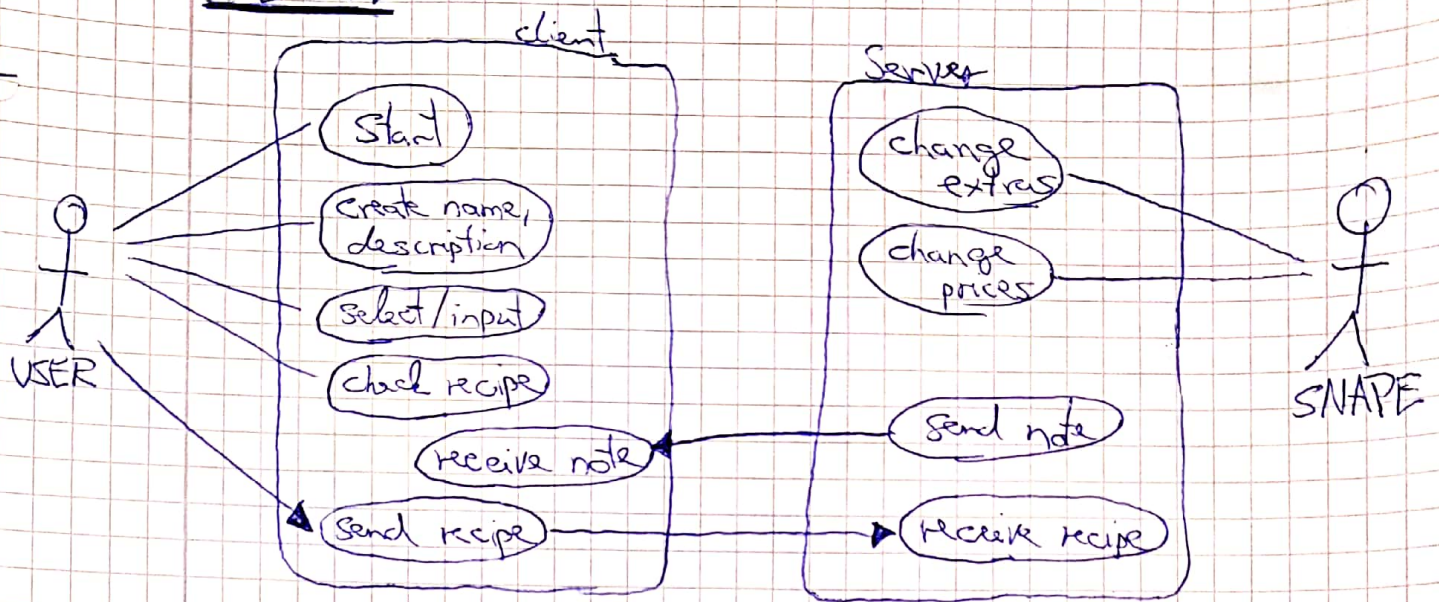 client
Server
Start
create name,
description
select/input
check recipe
receive note
send recipe
change
extras
change
prices
send note
receive recipe
USER
SNAPE